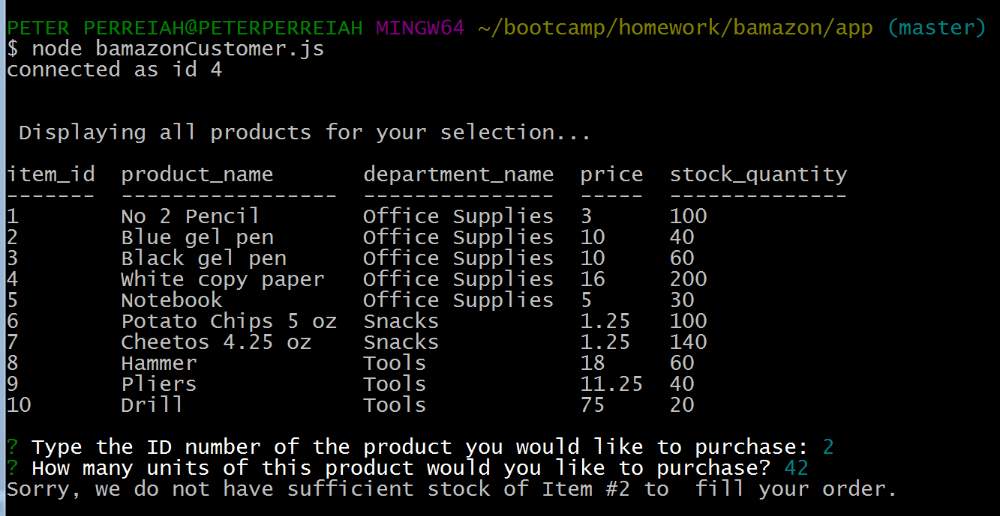 PETER PERREIAH@PETERPERREIAH MINGW64 ~/bootcamp/homework/bamazon/app (master)
$ node bamazonCustomer.js
connected as id 4
Displaying all products for your selection...
item_id  product_name       department_name  price  stock_quantity
-------  -----------------  ---------------  -----  --------------
1        No 2 Pencil        Office Supplies  3      100
2        Blue gel pen       Office Supplies  10     40
3        Black gel pen      Office Supplies  10     60
4        White copy paper   Office Supplies  16     200
5        Notebook           Office Supplies  5      30
6        Potato Chips 5 oz  Snacks           1.25   100
7        Cheetos 4.25 oz    Snacks           1.25   140
8        Hammer             Tools            18     60
9        Pliers             Tools            11.25  40
10       Drill              Tools            75     20
? Type the ID number of the product you would like to purchase: 2
? How many units of this product would you like to purchase? 42
Sorry, we do not have sufficient stock of Item #2 to  fill your order.